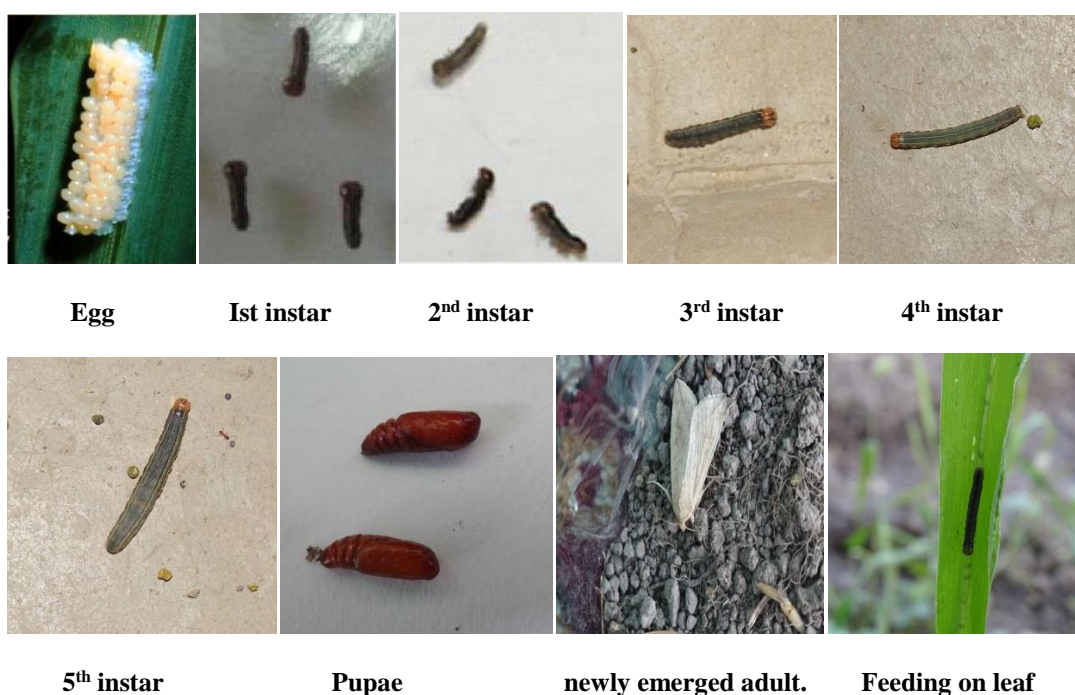 Egg Ist instar 2nd instar 3rd instar 4th instar
5th instar Pupae newly emerged adult. Feeding on leaf